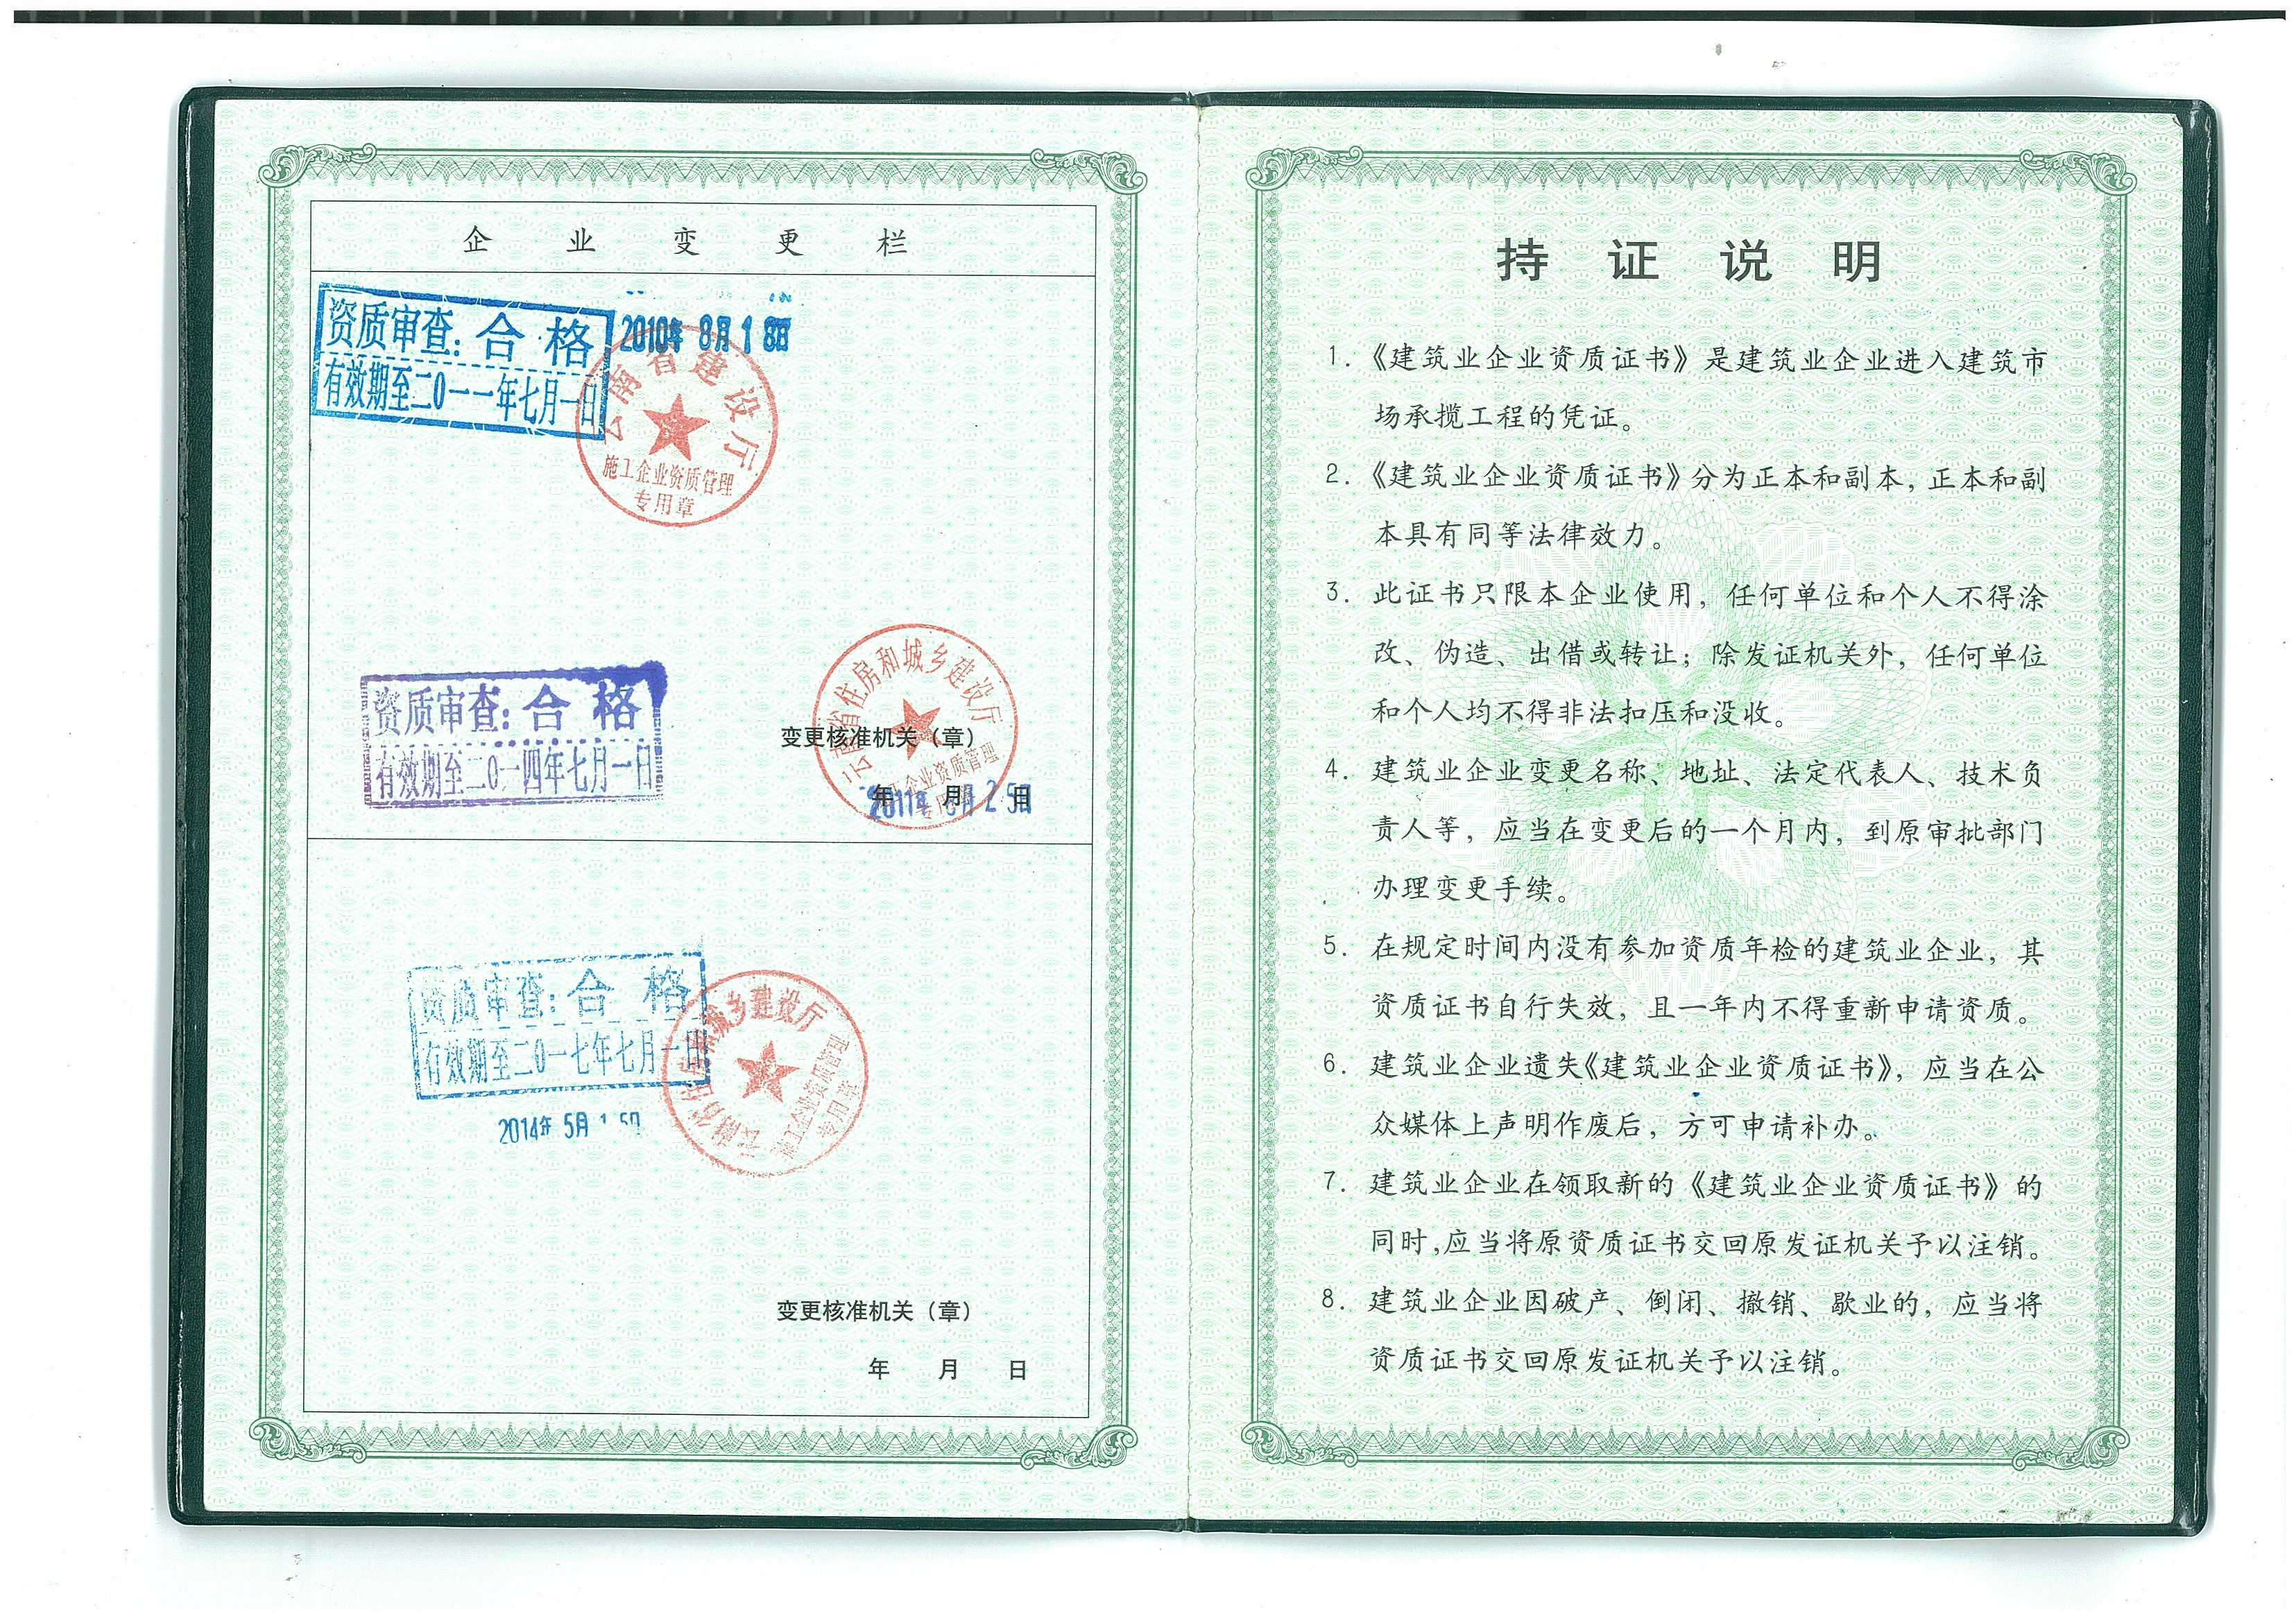 企业变更栏
资质审查:合格
有效期至二0一一年七月一日
2010年8月18日
云南省建设厅
施工企业资质管理
专用章
资质审查:合格
有效期至二0一四年七月一日
云南省住房和城乡建设厅
企业资质管理
变更核准机关（章）
年 月 日
2011年 月25日
资质审查:合格
有效期至二0一七年七月一日
2014年5月
城乡建设厅
变更核准机关（章）
年 月 日
持证说明
1.《建筑业企业资质证书》是建筑业企业进入建筑市
场承揽工程的凭证。
2.《建筑业企业资质证书》分为正本和副本，正本和副
本具有同等法律效力。
3. 此证书只限本企业使用，任何单位和个人不得涂
改、伪造、出借或转让；除发证机关外，任何单位
和个人均不得非法扣压和没收。
4. 建筑业企业变更名称、地址、法定代表人、技术负
责人等，应当在变更后的一个月内，到原审批部门
办理变更手续。
5. 在规定时间内没有参加资质年检的建筑业企业，其
资质证书自行失效，且一年内不得重新申请资质。
6. 建筑业企业遗失《建筑业企业资质证书》，应当在公
众媒体上声明作废后，方可申请补办。
7. 建筑业企业在领取新的《建筑业企业资质证书》的
同时,应当将原资质证书交回原发证机关予以注销。
8. 建筑业企业因破产、倒闭、撤销、歇业的，应当将
资质证书交回原发证机关予以注销。